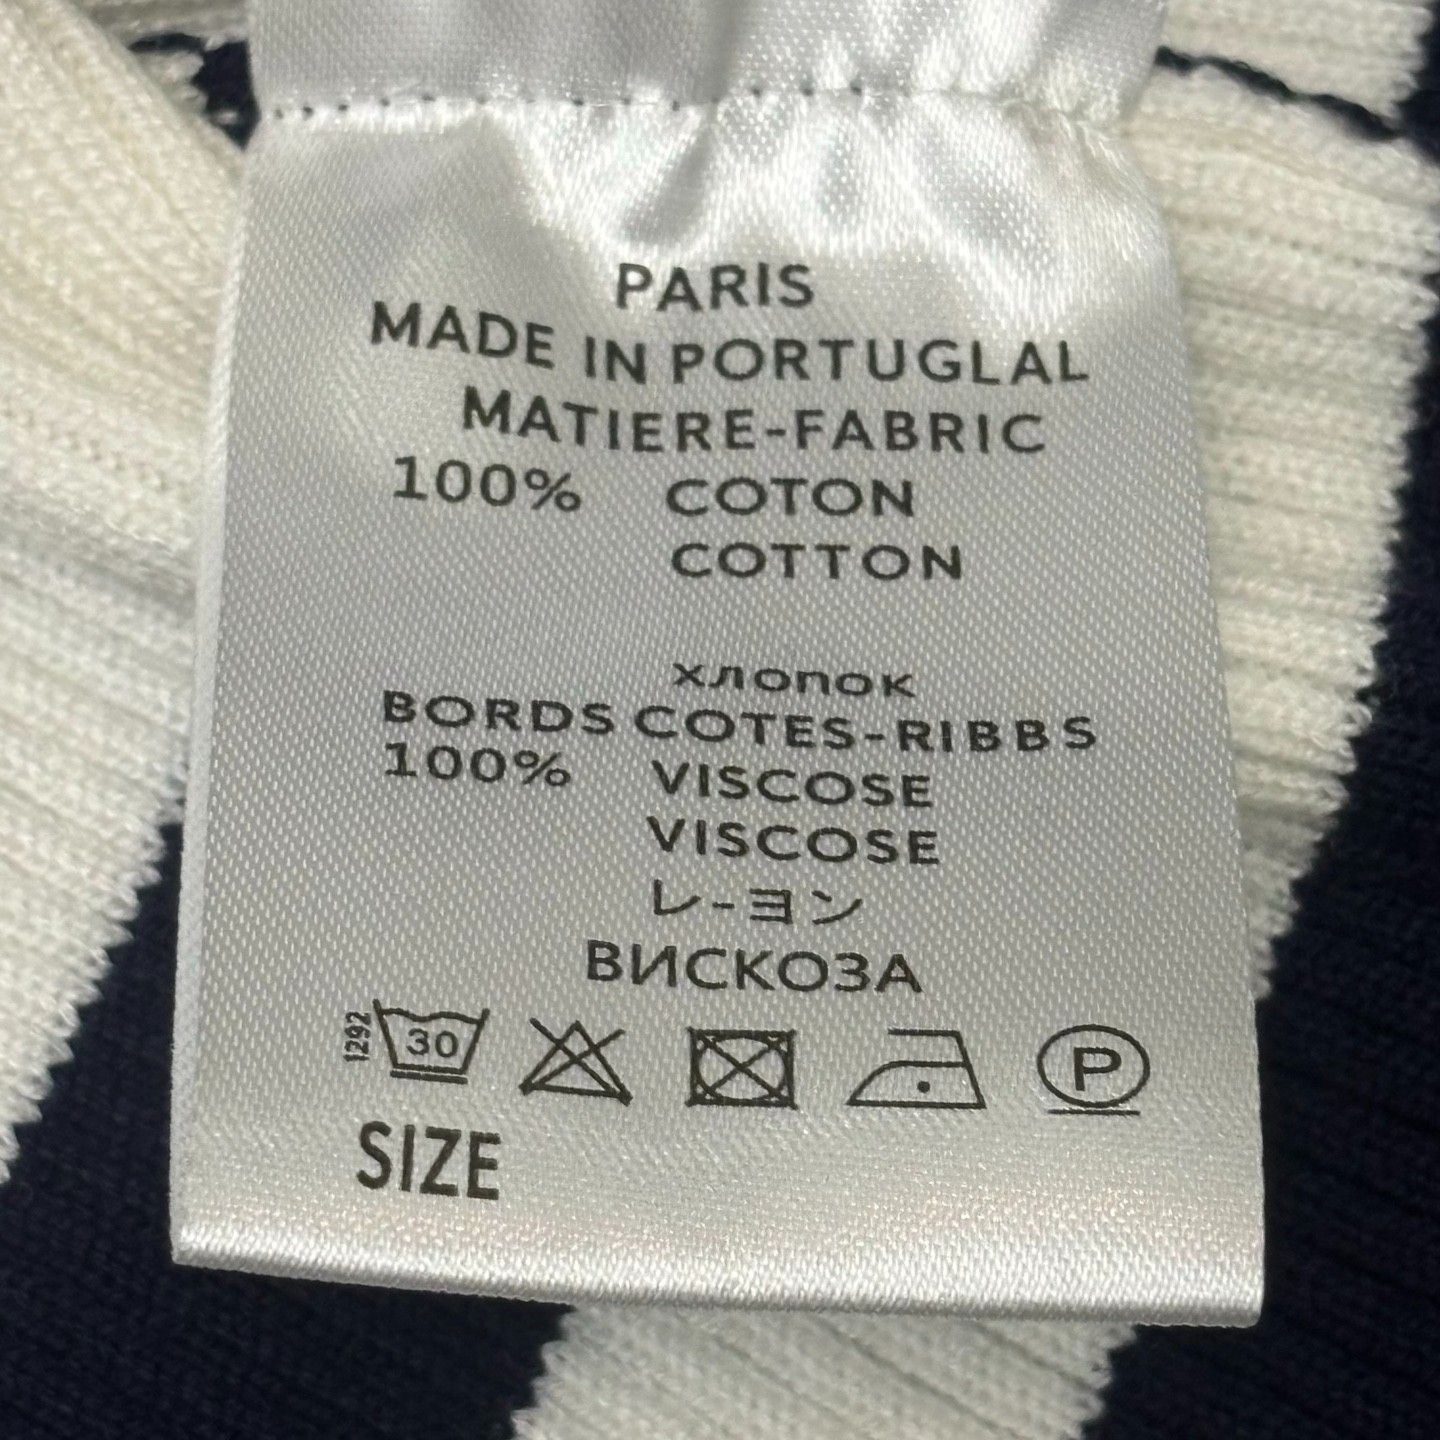 PARIS
MADE IN PORTUGLAL
MATIERE-FABRIC
100% COTON
COTTON
хлопок
BORDS COTES-RIBBS
100% VISCOSE
VISCOSE
レ-ヨン
ВИСКОЗА
1292 30 P
SIZE